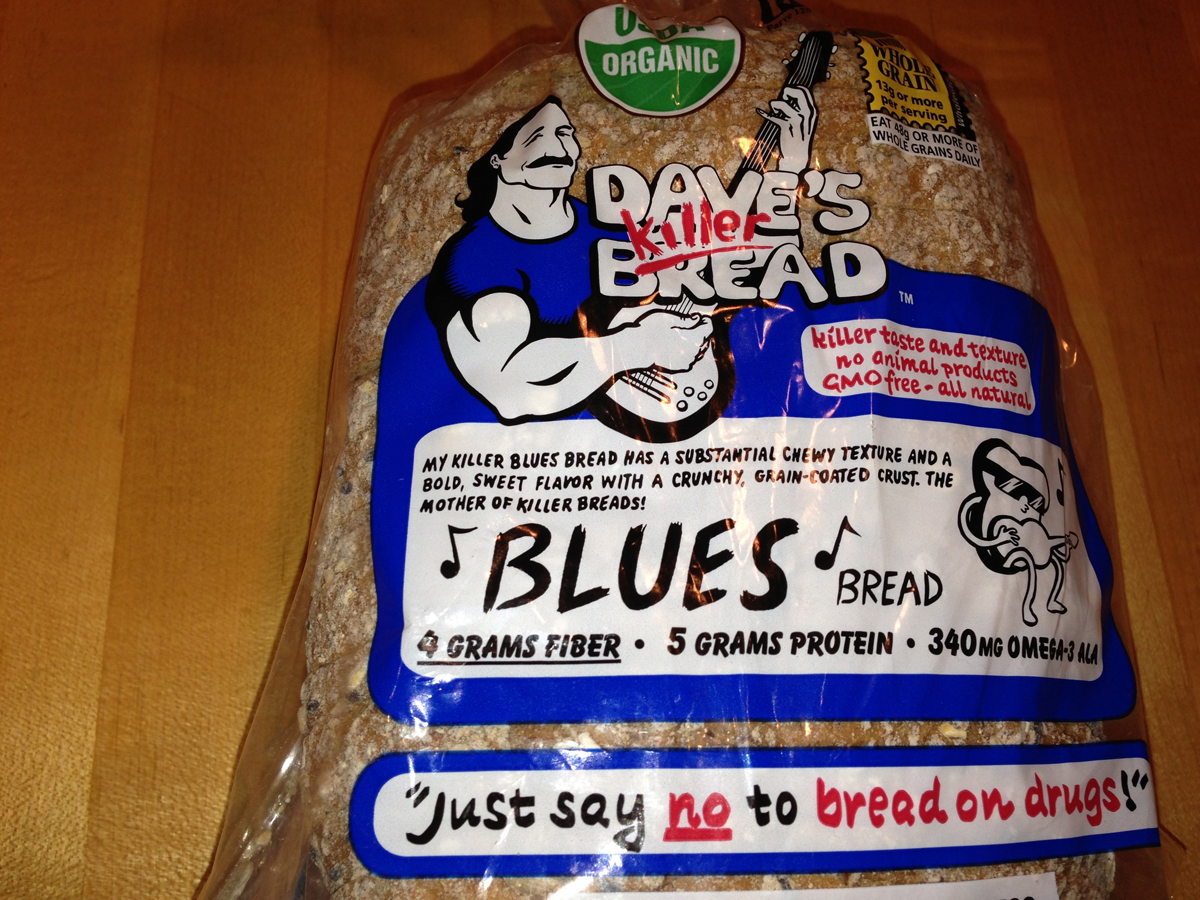 USDA
ORGANIC
WHOLE
GRAIN
13g or more
per serving
EAT 48g OR MORE OF
WHOLE GRAINS DAILY
DAVE'S
killer
BREAD
TM
killer taste and texture
no animal products
GMO free - all natural
MY KILLER BLUES BREAD HAS A SUBSTANTIAL CHEWY TEXTURE AND A
BOLD, SWEET FLAVOR WITH A CRUNCHY, GRAIN-COATED CRUST. THE
MOTHER OF KILLER BREADS!
BLUES
BREAD
4 GRAMS FIBER • 5 GRAMS PROTEIN • 340MG OMEGA-3 ALA
"Just say no to bread on drugs!"